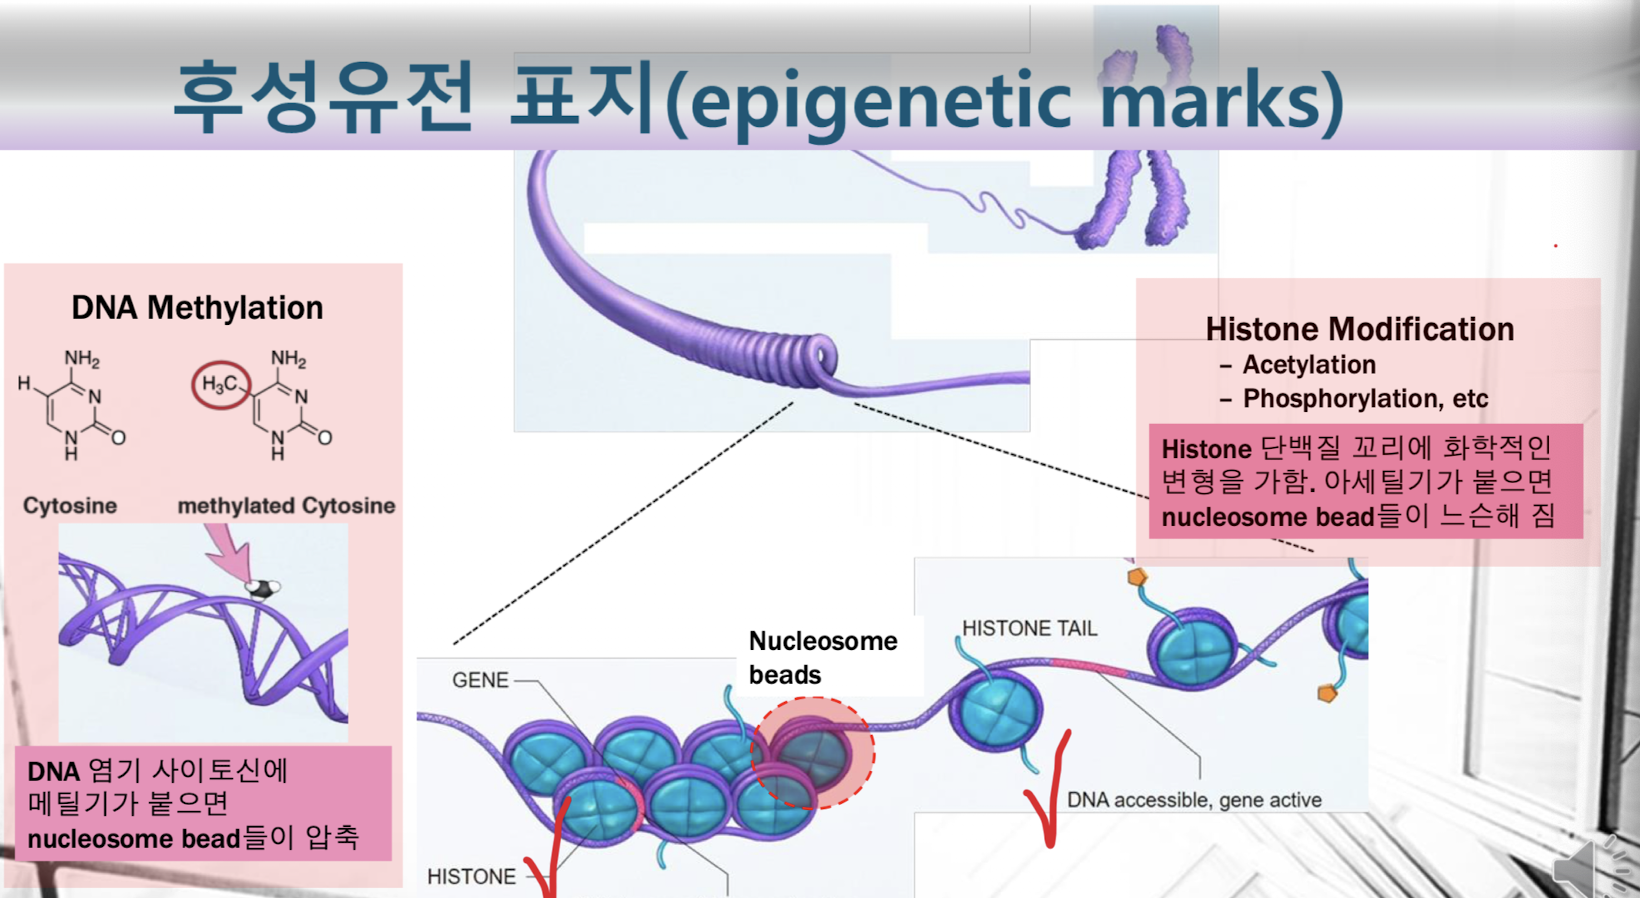 후성유전 표지(epigenetic marks)
DNA Methylation
NH₂
H
N
N
H
O
Cytosine
NH₂
H₃C
N
N
H
O
methylated Cytosine
DNA 염기 사이토신에
메틸기가 붙으면
nucleosome bead들이 압축
GENE
HISTONE
Nucleosome
beads
HISTONE TAIL
DNA accessible, gene active
Histone Modification
– Acetylation
– Phosphorylation, etc
Histone 단백질 꼬리에 화학적인
변형을 가함. 아세틸기가 붙으면
nucleosome bead들이 느슨해 짐